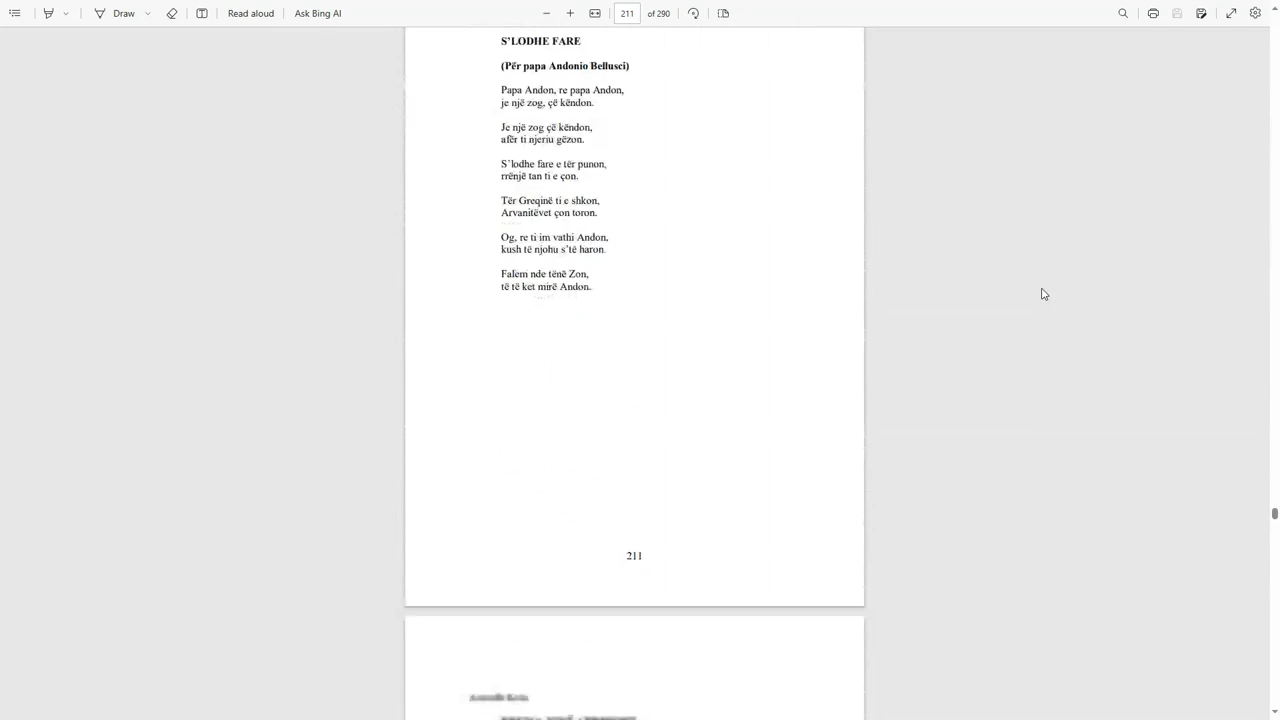 Draw
Read aloud
Ask Bing AI
211 of 290
S’LODHE FARE
(Për papa Andonio Bellusci)
Papa Andon, re papa Andon,
je një zog, çë këndon.
Je një zog çë këndon,
afër ti njeriu gëzon.
S’lodhe fare e tër punon,
rrënjë tan ti e çon.
Tër Greqinë ti e shkon,
Arvanitëvet çon toron.
Og, re ti im vathi Andon,
kush të njohu s’të haron.
Falem nde tënë Zon,
të të ket mirë Andon.
211